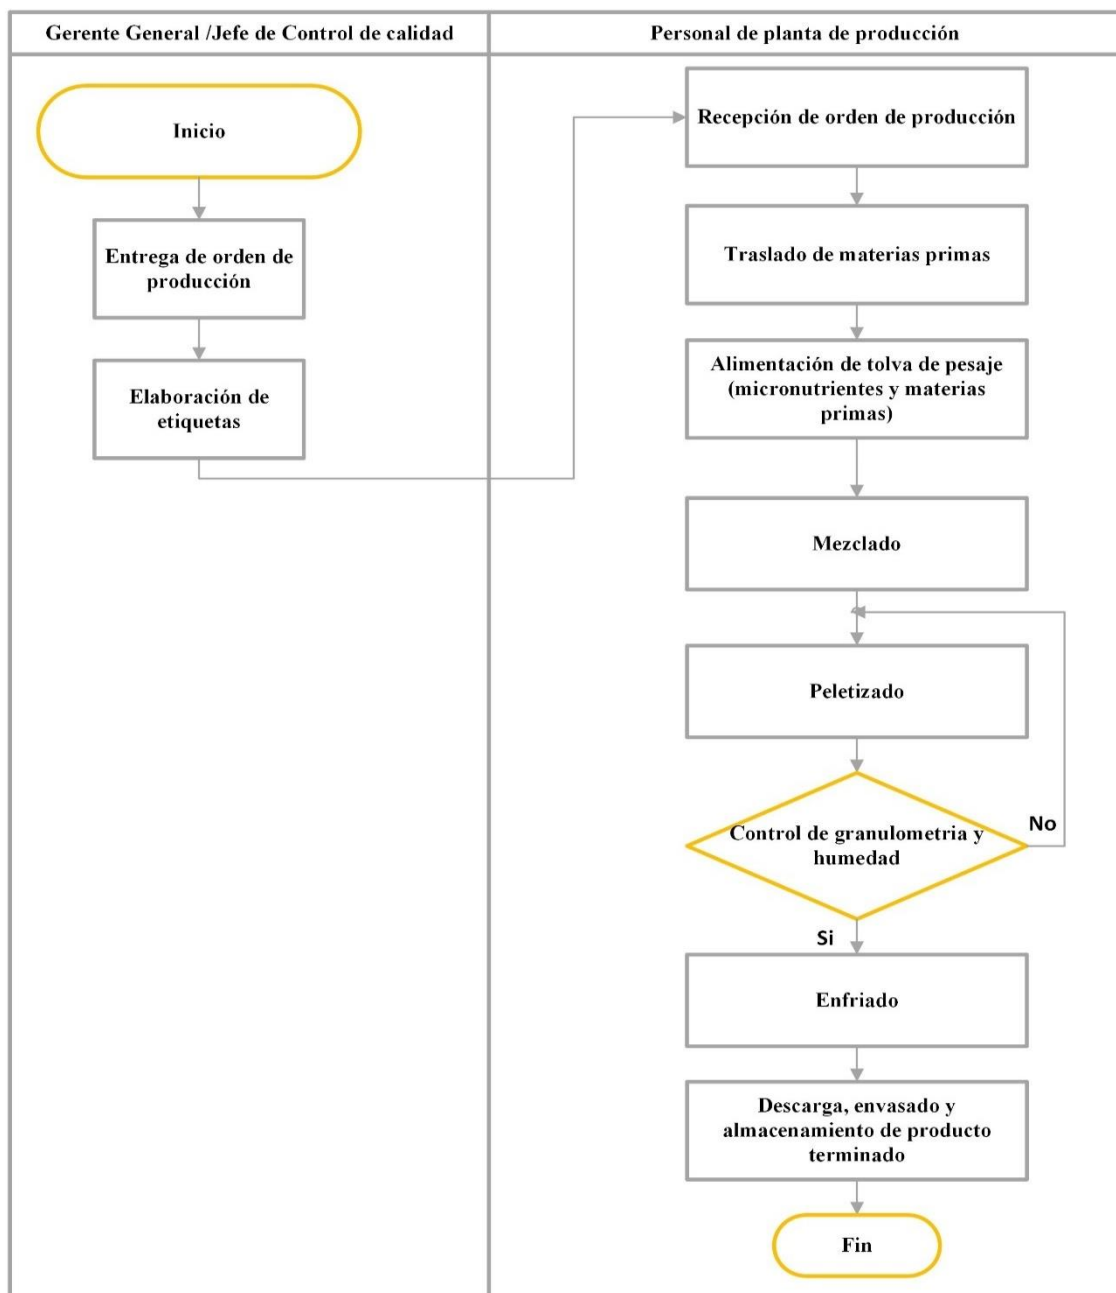 Gerente General /Jefe de Control de calidad
Personal de planta de producción
Inicio
Entrega de orden de
producción
Elaboración de
etiquetas
Recepción de orden de producción
Traslado de materias primas
Alimentación de tolva de pesaje
(micronutrientes y materias
primas)
Mezclado
Peletizado
Control de granulometria y
humedad
No
Si
Enfriado
Descarga, envasado y
almacenamiento de producto
terminado
Fin